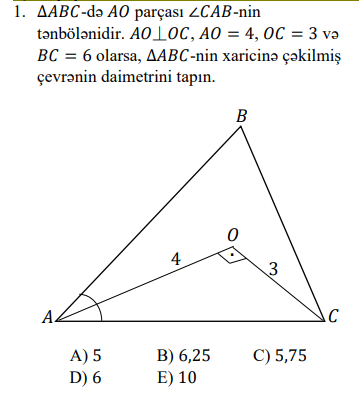 1. ΔABC-də AO parçası ∠CAB-nin
tənbölənidir. AO⊥OC, AO = 4, OC = 3 və
BC = 6 olarsa, ΔABC-nin xaricinə çəkilmiş
çevrənin daimetrini tapın.
B
O
4
3
A
C
A) 5 B) 6,25 C) 5,75
D) 6 E) 10